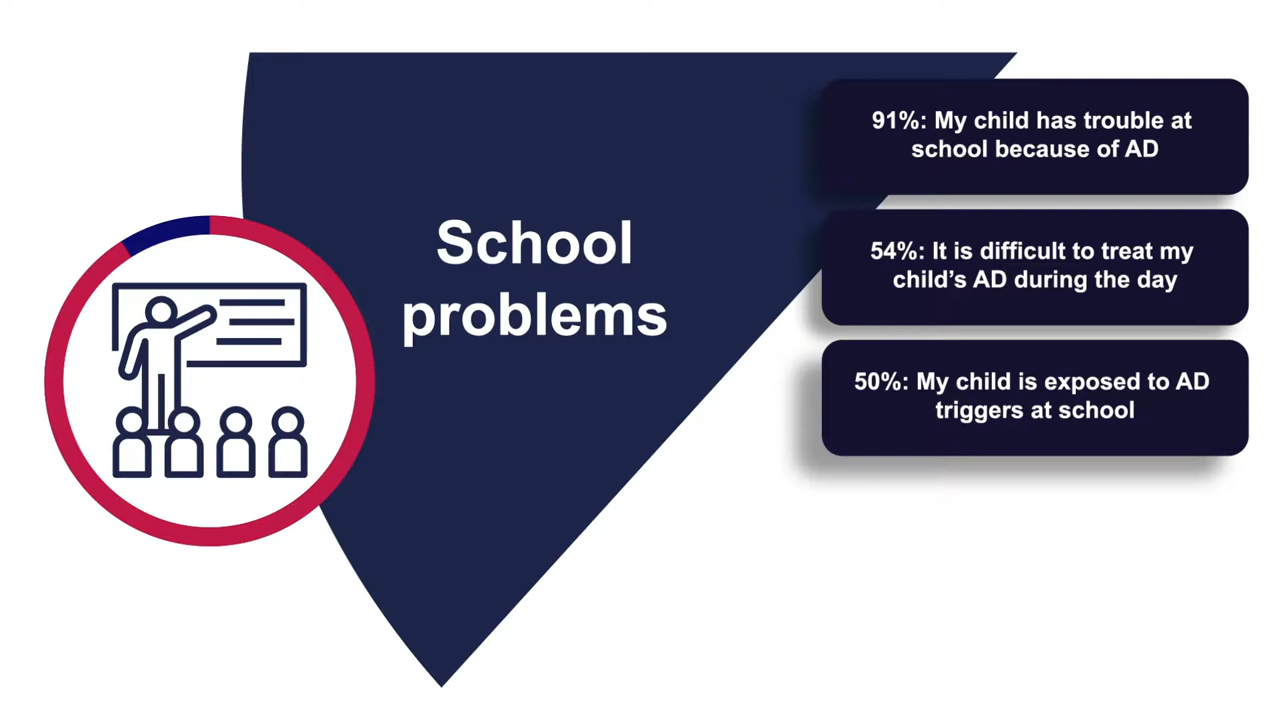 School
problems
91%: My child has trouble at
school because of AD
54%: It is difficult to treat my
child’s AD during the day
50%: My child is exposed to AD
triggers at school